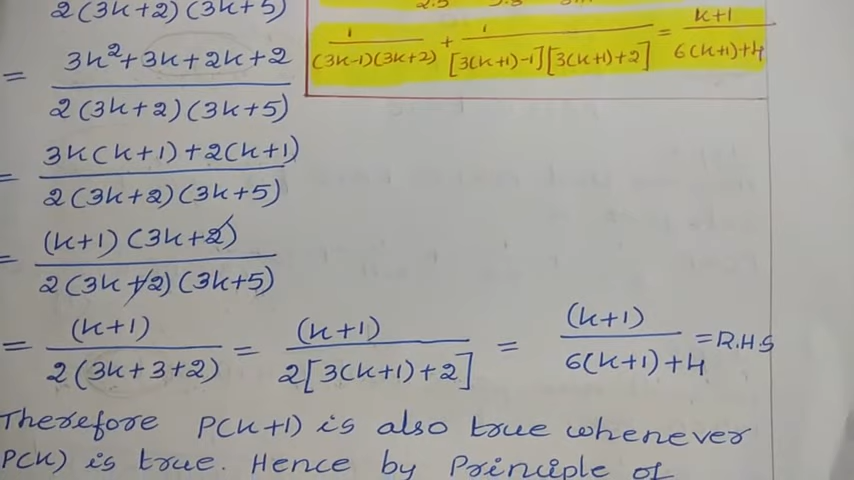 2(3k+2)(3k+5)
1/(3k-1)(3k+2) + 1/[3(k+1)-1][3(k+1)+2] = k+1/6(k+1)+4
= 3k²+3k+2k+2/2(3k+2)(3k+5)
= 3k(k+1)+2(k+1)/2(3k+2)(3k+5)
= (k+1)(3k+2)/2(3k+2)(3k+5)
= (k+1)/2(3k+3+2) = (k+1)/2[3(k+1)+2] = (k+1)/6(k+1)+4 = R.H.S
Therefore P(k+1) is also true whenever
P(k) is true. Hence by Principle of